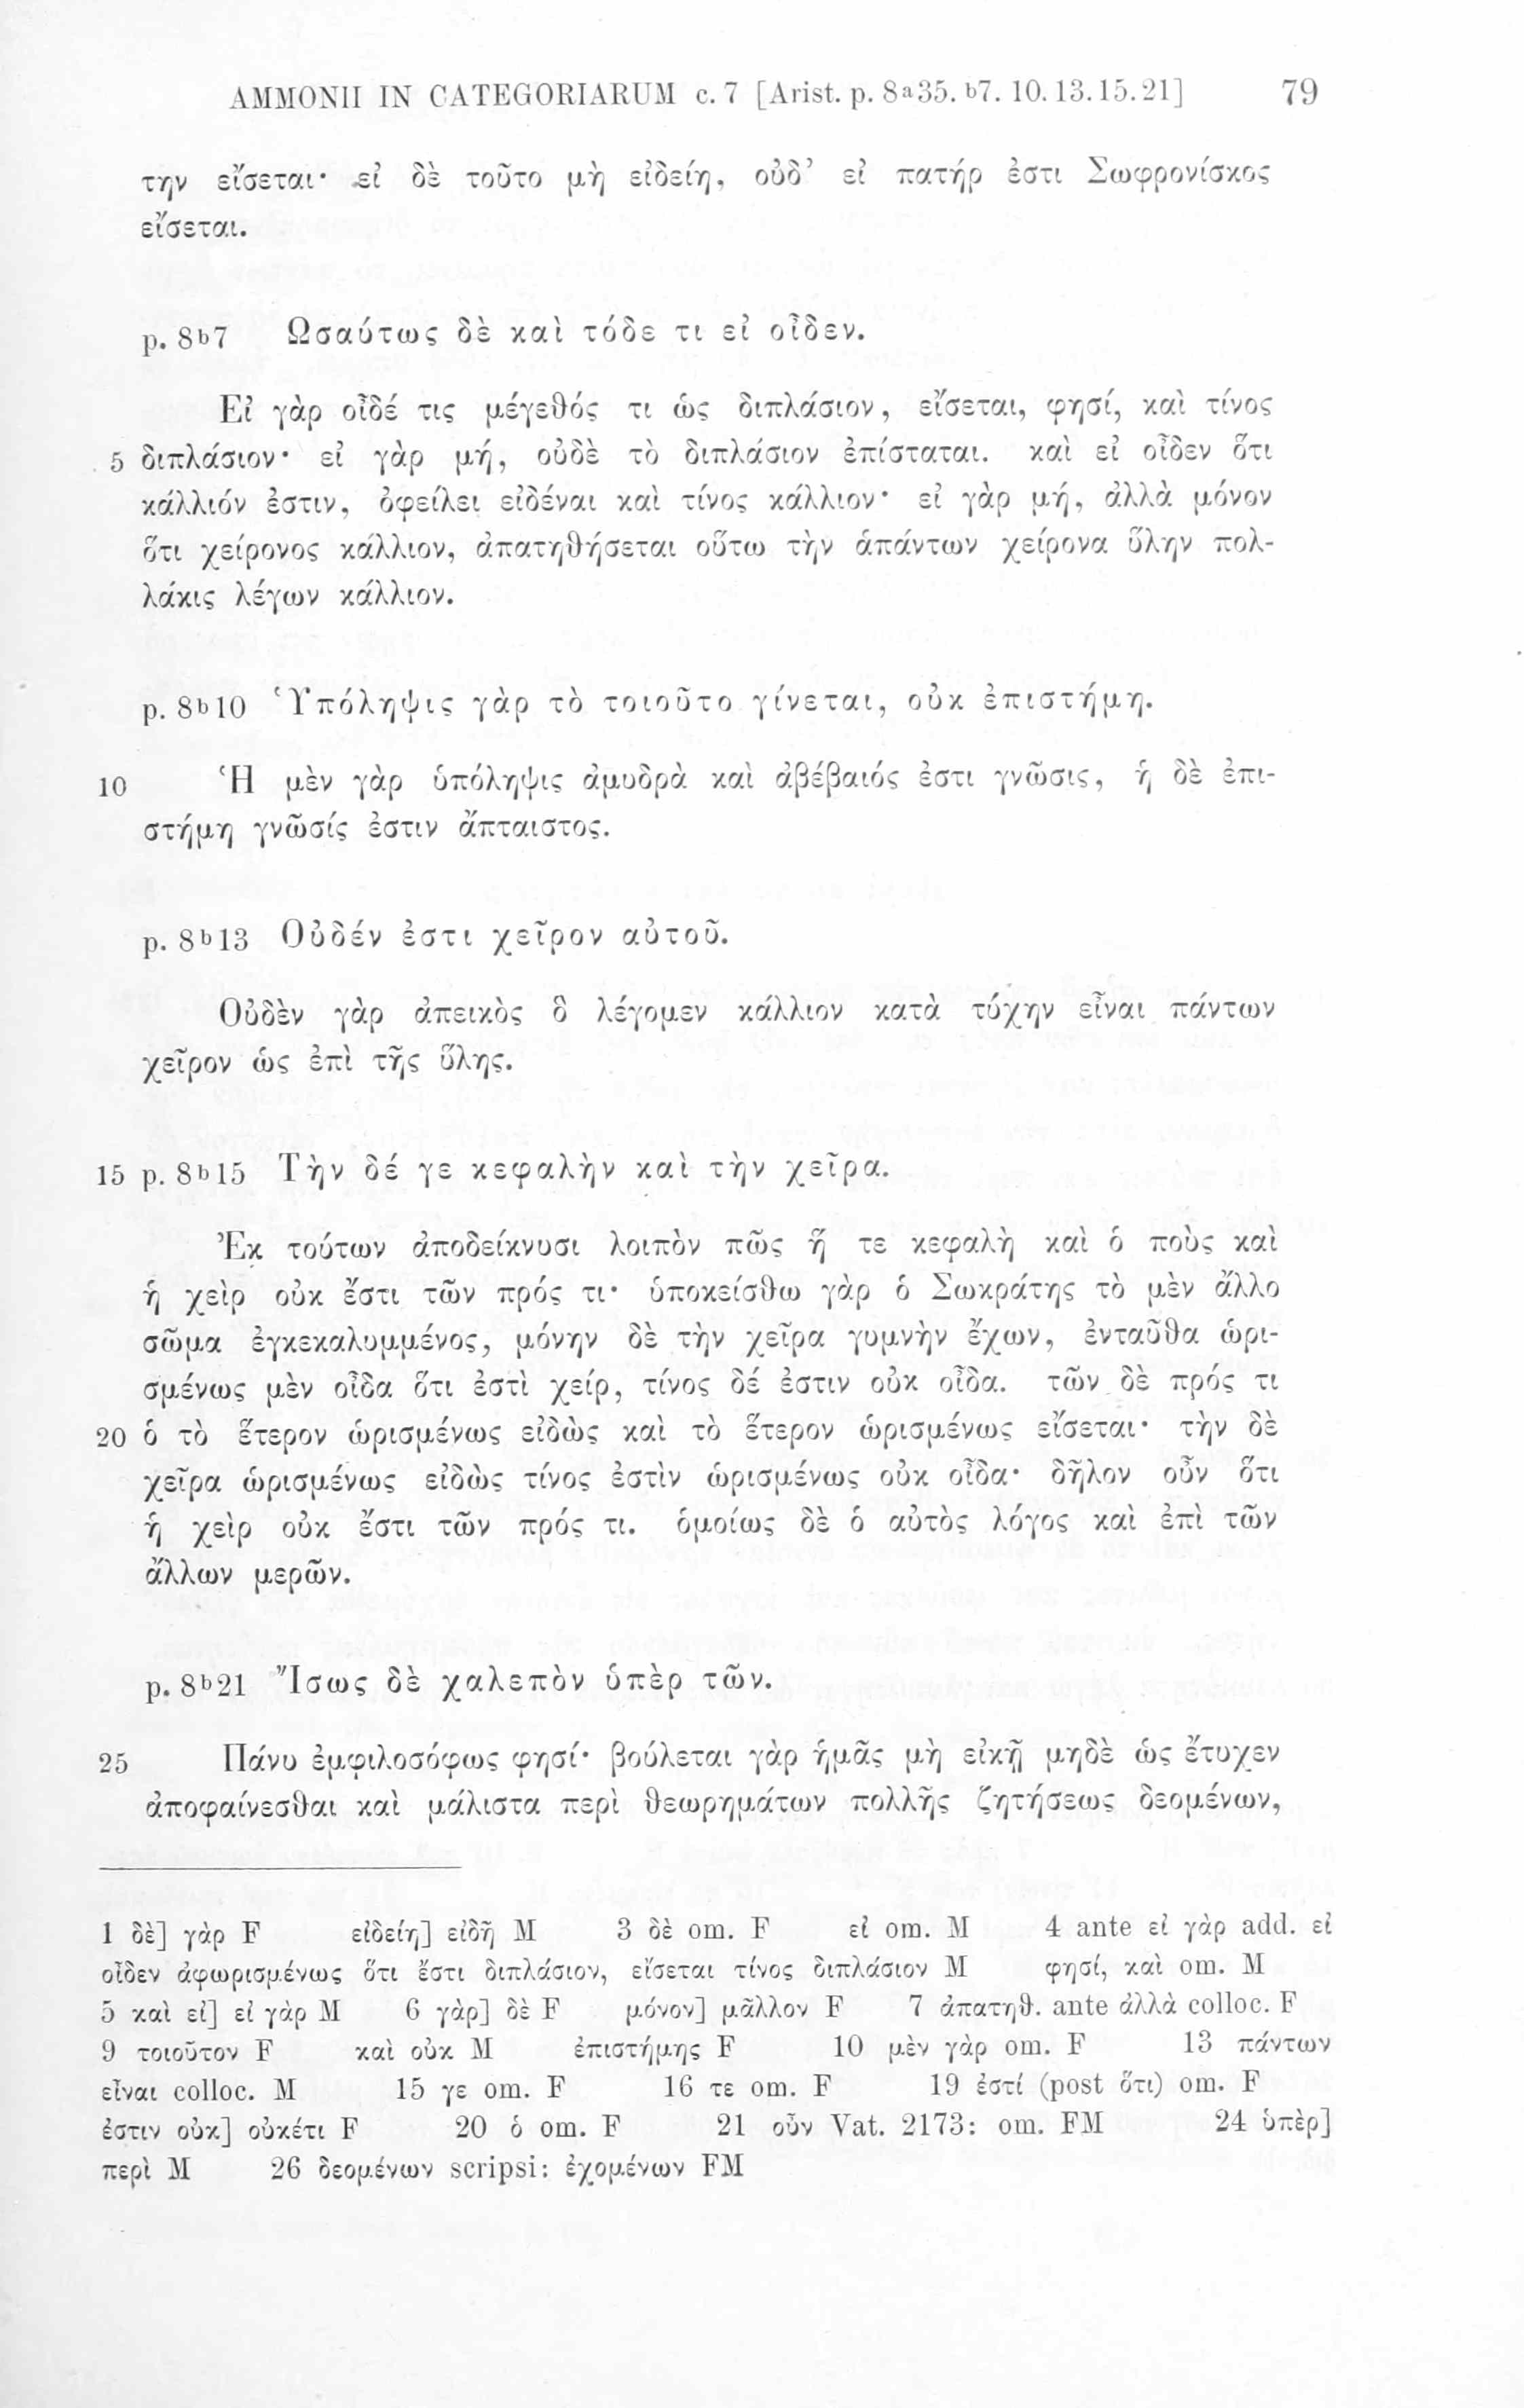 AMMONII IN CATEGORIARUM c. 7 [Arist. p. 8a35. b7. 10. 13. 15. 21] 79
την εἴσεται· εἰ δὲ τοῦτο μὴ εἰδείη, οὐδ’ εἰ πατήρ ἐστι Σωφρονίσκος
εἴσεται.
p. 8b7 Ὡσαύτως δὲ καὶ τόδε τι εἰ οἶδεν.
Εἰ γὰρ οἶδέ τις μέγεθός τι ὡς διπλάσιον, εἴσεται, φησί, καὶ τίνος
5 διπλάσιον· εἰ γὰρ μή, οὐδὲ τὸ διπλάσιον ἐπίσταται. καὶ εἰ οἶδεν ὅτι
κάλλιόν ἐστιν, ὀφείλει εἰδέναι καὶ τίνος κάλλιον· εἰ γὰρ μή, ἀλλὰ μόνον
ὅτι χείρονος κάλλιον, ἀπατηθήσεται οὕτω τὴν ἁπάντων χείρονα ὕλην πολ-
λάκις λέγων κάλλιον.
p. 8b10 Ὑπόληψις γὰρ τὸ τοιοῦτο γίνεται, οὐκ ἐπιστήμη.
10 Ἡ μὲν γὰρ ὑπόληψις ἀμυδρὰ καὶ ἀβέβαιός ἐστι γνῶσις, ἡ δὲ ἐπι-
στήμη γνῶσίς ἐστιν ἄπταιστος.
p. 8b13 Οὐδέν ἐστι χεῖρον αὐτοῦ.
Οὐδὲν γὰρ ἀπεικὸς ὃ λέγομεν κάλλιον κατὰ τύχην εἶναι πάντων
χεῖρον ὡς ἐπὶ τῆς ὕλης.
15 p. 8b15 Τὴν δέ γε κεφαλὴν καὶ τὴν χεῖρα.
Ἐκ τούτων ἀποδείκνυσι λοιπὸν πῶς ἥ τε κεφαλὴ καὶ ὁ ποὺς καὶ
ἡ χεὶρ οὐκ ἔστι τῶν πρός τι· ὑποκείσθω γὰρ ὁ Σωκράτης τὸ μὲν ἄλλο
σῶμα ἐγκεκαλυμμένος, μόνην δὲ τὴν χεῖρα γυμνὴν ἔχων, ἐνταῦθα ὡρι-
σμένως μὲν οἶδα ὅτι ἐστὶ χείρ, τίνος δέ ἐστιν οὐκ οἶδα. τῶν δὲ πρός τι
20 ὁ τὸ ἕτερον ὡρισμένως εἰδὼς καὶ τὸ ἕτερον ὡρισμένως εἴσεται· τὴν δὲ
χεῖρα ὡρισμένως εἰδὼς τίνος ἐστὶν ὡρισμένως οὐκ οἶδα· δῆλον οὖν ὅτι
ἡ χεὶρ οὐκ ἔστι τῶν πρός τι. ὁμοίως δὲ ὁ αὐτὸς λόγος καὶ ἐπὶ τῶν
ἄλλων μερῶν.
p. 8b21 Ἴσως δὲ χαλεπὸν ὑπὲρ τῶν.
25 Πάνυ ἐμφιλοσόφως φησί· βούλεται γὰρ ἡμᾶς μὴ εἰκῇ μηδὲ ὡς ἔτυχεν
ἀποφαίνεσθαι καὶ μάλιστα περὶ θεωρημάτων πολλῆς ζητήσεως δεομένων,
1 δὲ] γὰρ F εἰδείη] εἰδῇ M 3 δὲ om. F εἰ om. M 4 ante εἰ γὰρ add. εἰ
οἶδεν ἀφωρισμένως ὅτι ἔστι διπλάσιον, εἴσεται τίνος διπλάσιον M φησί, καὶ om. M
5 καὶ εἰ] εἰ γὰρ M 6 γὰρ] δὲ F μόνον] μᾶλλον F 7 ἀπατηθ. ante ἀλλὰ colloc. F
9 τοιοῦτον F καὶ οὐκ M ἐπιστήμης F 10 μὲν γὰρ om. F 13 πάντων
εἶναι colloc. M 15 γε om. F 16 τε om. F 19 ἐστί (post ὅτι) om. F
ἐστιν οὐκ] οὐκέτι F 20 ὁ om. F 21 οὖν Vat. 2173: om. FM 24 ὑπὲρ]
περὶ M 26 δεομένων scripsi: ἐχομένων FM